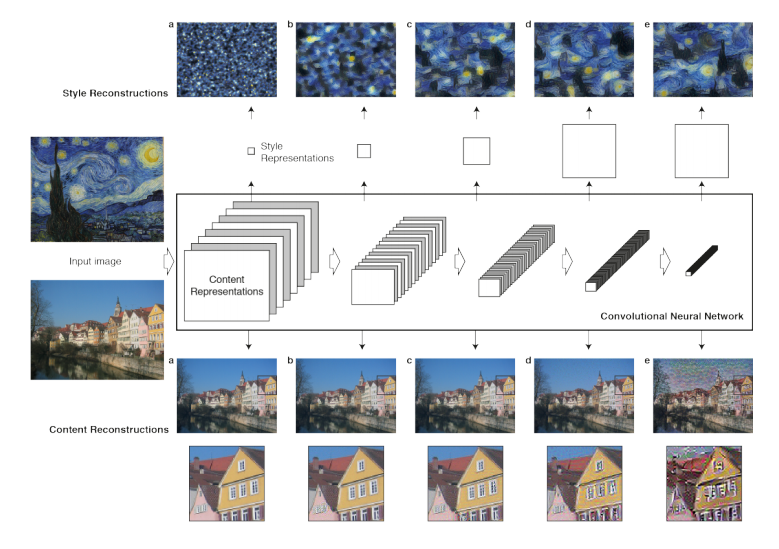 a b c d e
Style Reconstructions
Style
Representations
Input image
Content
Representations
Convolutional Neural Network
a b c d e
Content Reconstructions